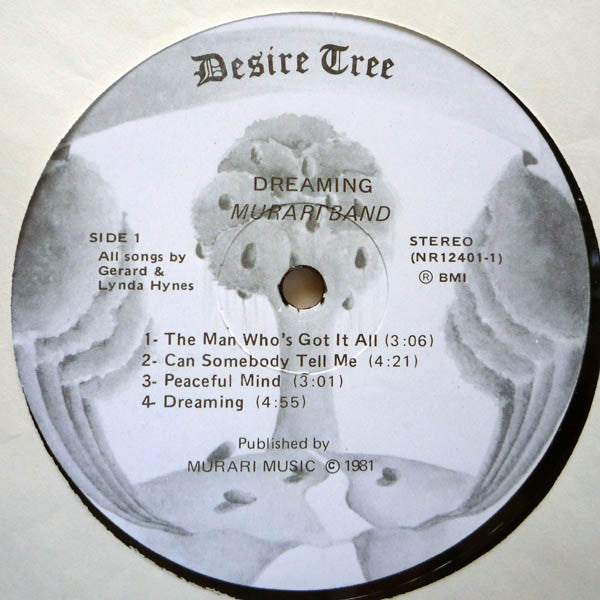 Desire Tree
DREAMING
MURARI BAND
SIDE 1
All songs by
Gerard &
Lynda Hynes
STEREO
(NR12401-1)
Ⓟ BMI
1- The Man Who's Got It All (3:06)
2- Can Somebody Tell Me (4:21)
3- Peaceful Mind (3:01)
4- Dreaming (4:55)
Published by
MURARI MUSIC © 1981